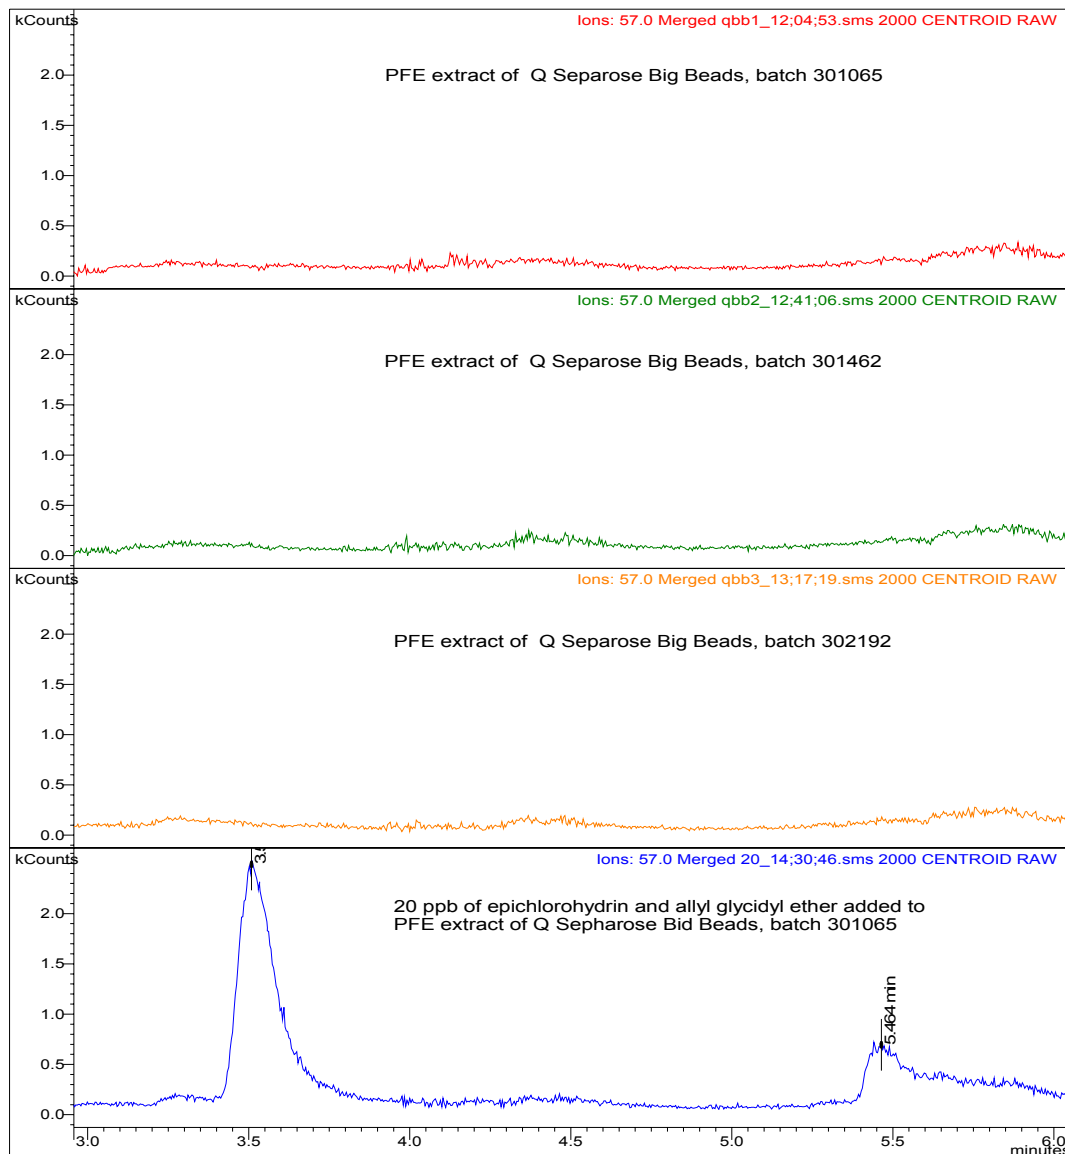 kCounts
Ions: 57.0 Merged qbb1_12;04;53.sms 2000 CENTROID RAW
PFE extract of Q Separose Big Beads, batch 301065
2.0
1.5
1.0
0.5
0.0
kCounts
Ions: 57.0 Merged qbb2_12;41;06.sms 2000 CENTROID RAW
PFE extract of Q Separose Big Beads, batch 301462
2.0
1.5
1.0
0.5
0.0
kCounts
Ions: 57.0 Merged qbb3_13;17;19.sms 2000 CENTROID RAW
PFE extract of Q Separose Big Beads, batch 302192
2.0
1.5
1.0
0.5
0.0
kCounts
Ions: 57.0 Merged 20_14;30;46.sms 2000 CENTROID RAW
20 ppb of epichlorohydrin and allyl glycidyl ether added to
PFE extract of Q Sepharose Bid Beads, batch 301065
2.0
1.5
1.0
0.5
0.0
5.464 min
3.0 3.5 4.0 4.5 5.0 5.5 6.0
minutes